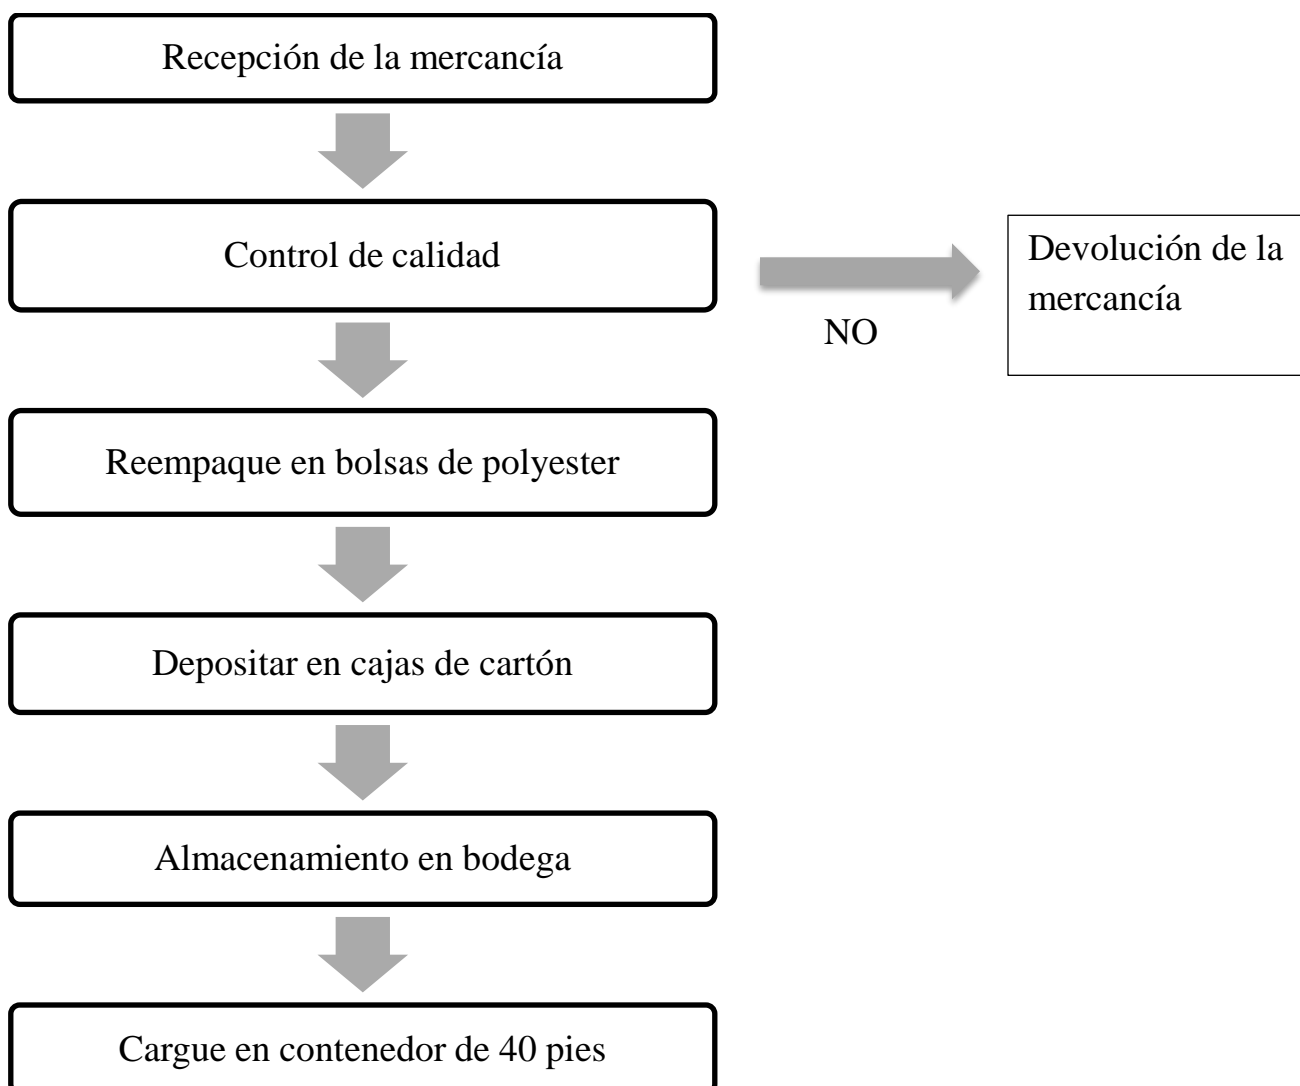 Recepción de la mercancía
Control de calidad
Devolución de la
mercancía
NO
Reempaque en bolsas de polyester
Depositar en cajas de cartón
Almacenamiento en bodega
Cargue en contenedor de 40 pies